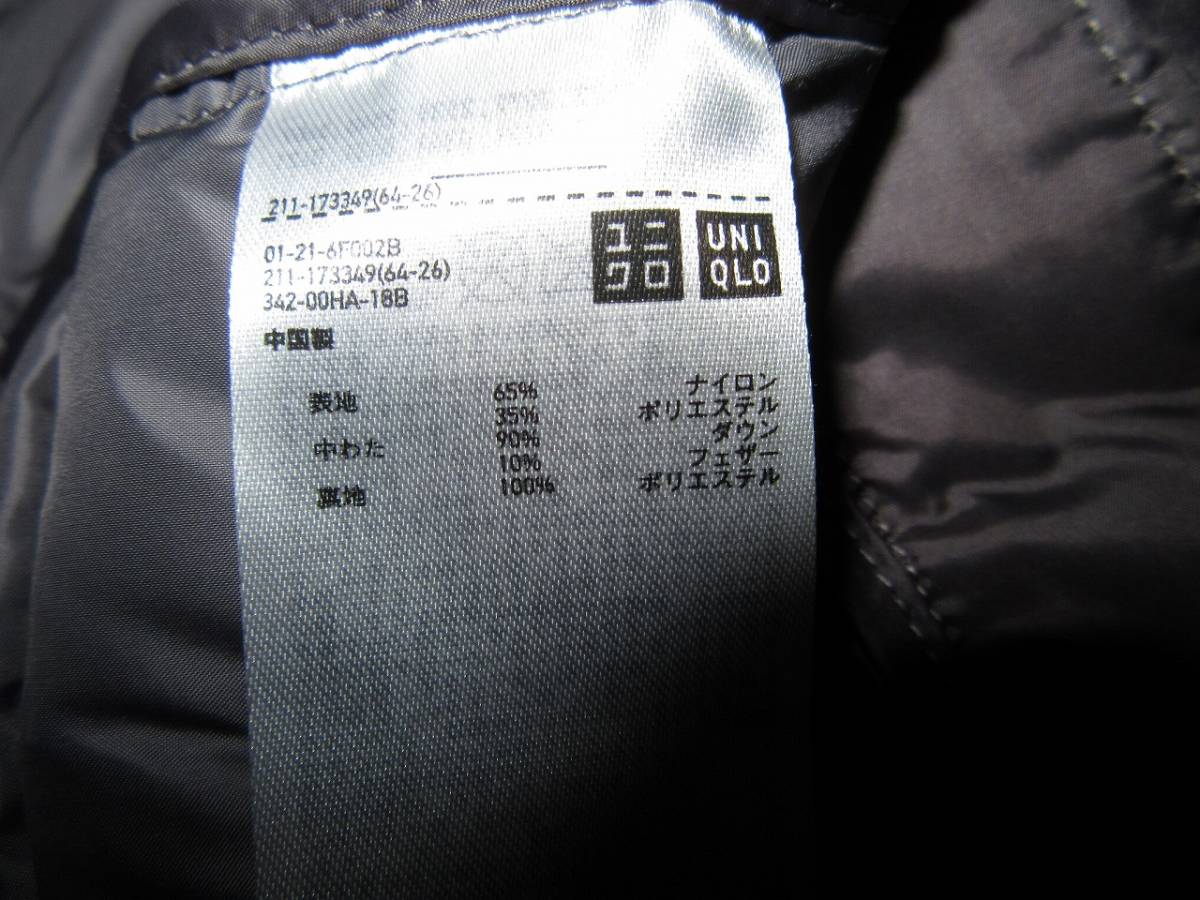 211-173349(64-26)
ユニクロ
UNIQLO
01-21-6F002B
211-173349(64-26)
342-00HA-18B
中国製
表地 65% ナイロン
35% ポリエステル
中わた 90% ダウン
10% フェザー
裏地 100% ポリエステル